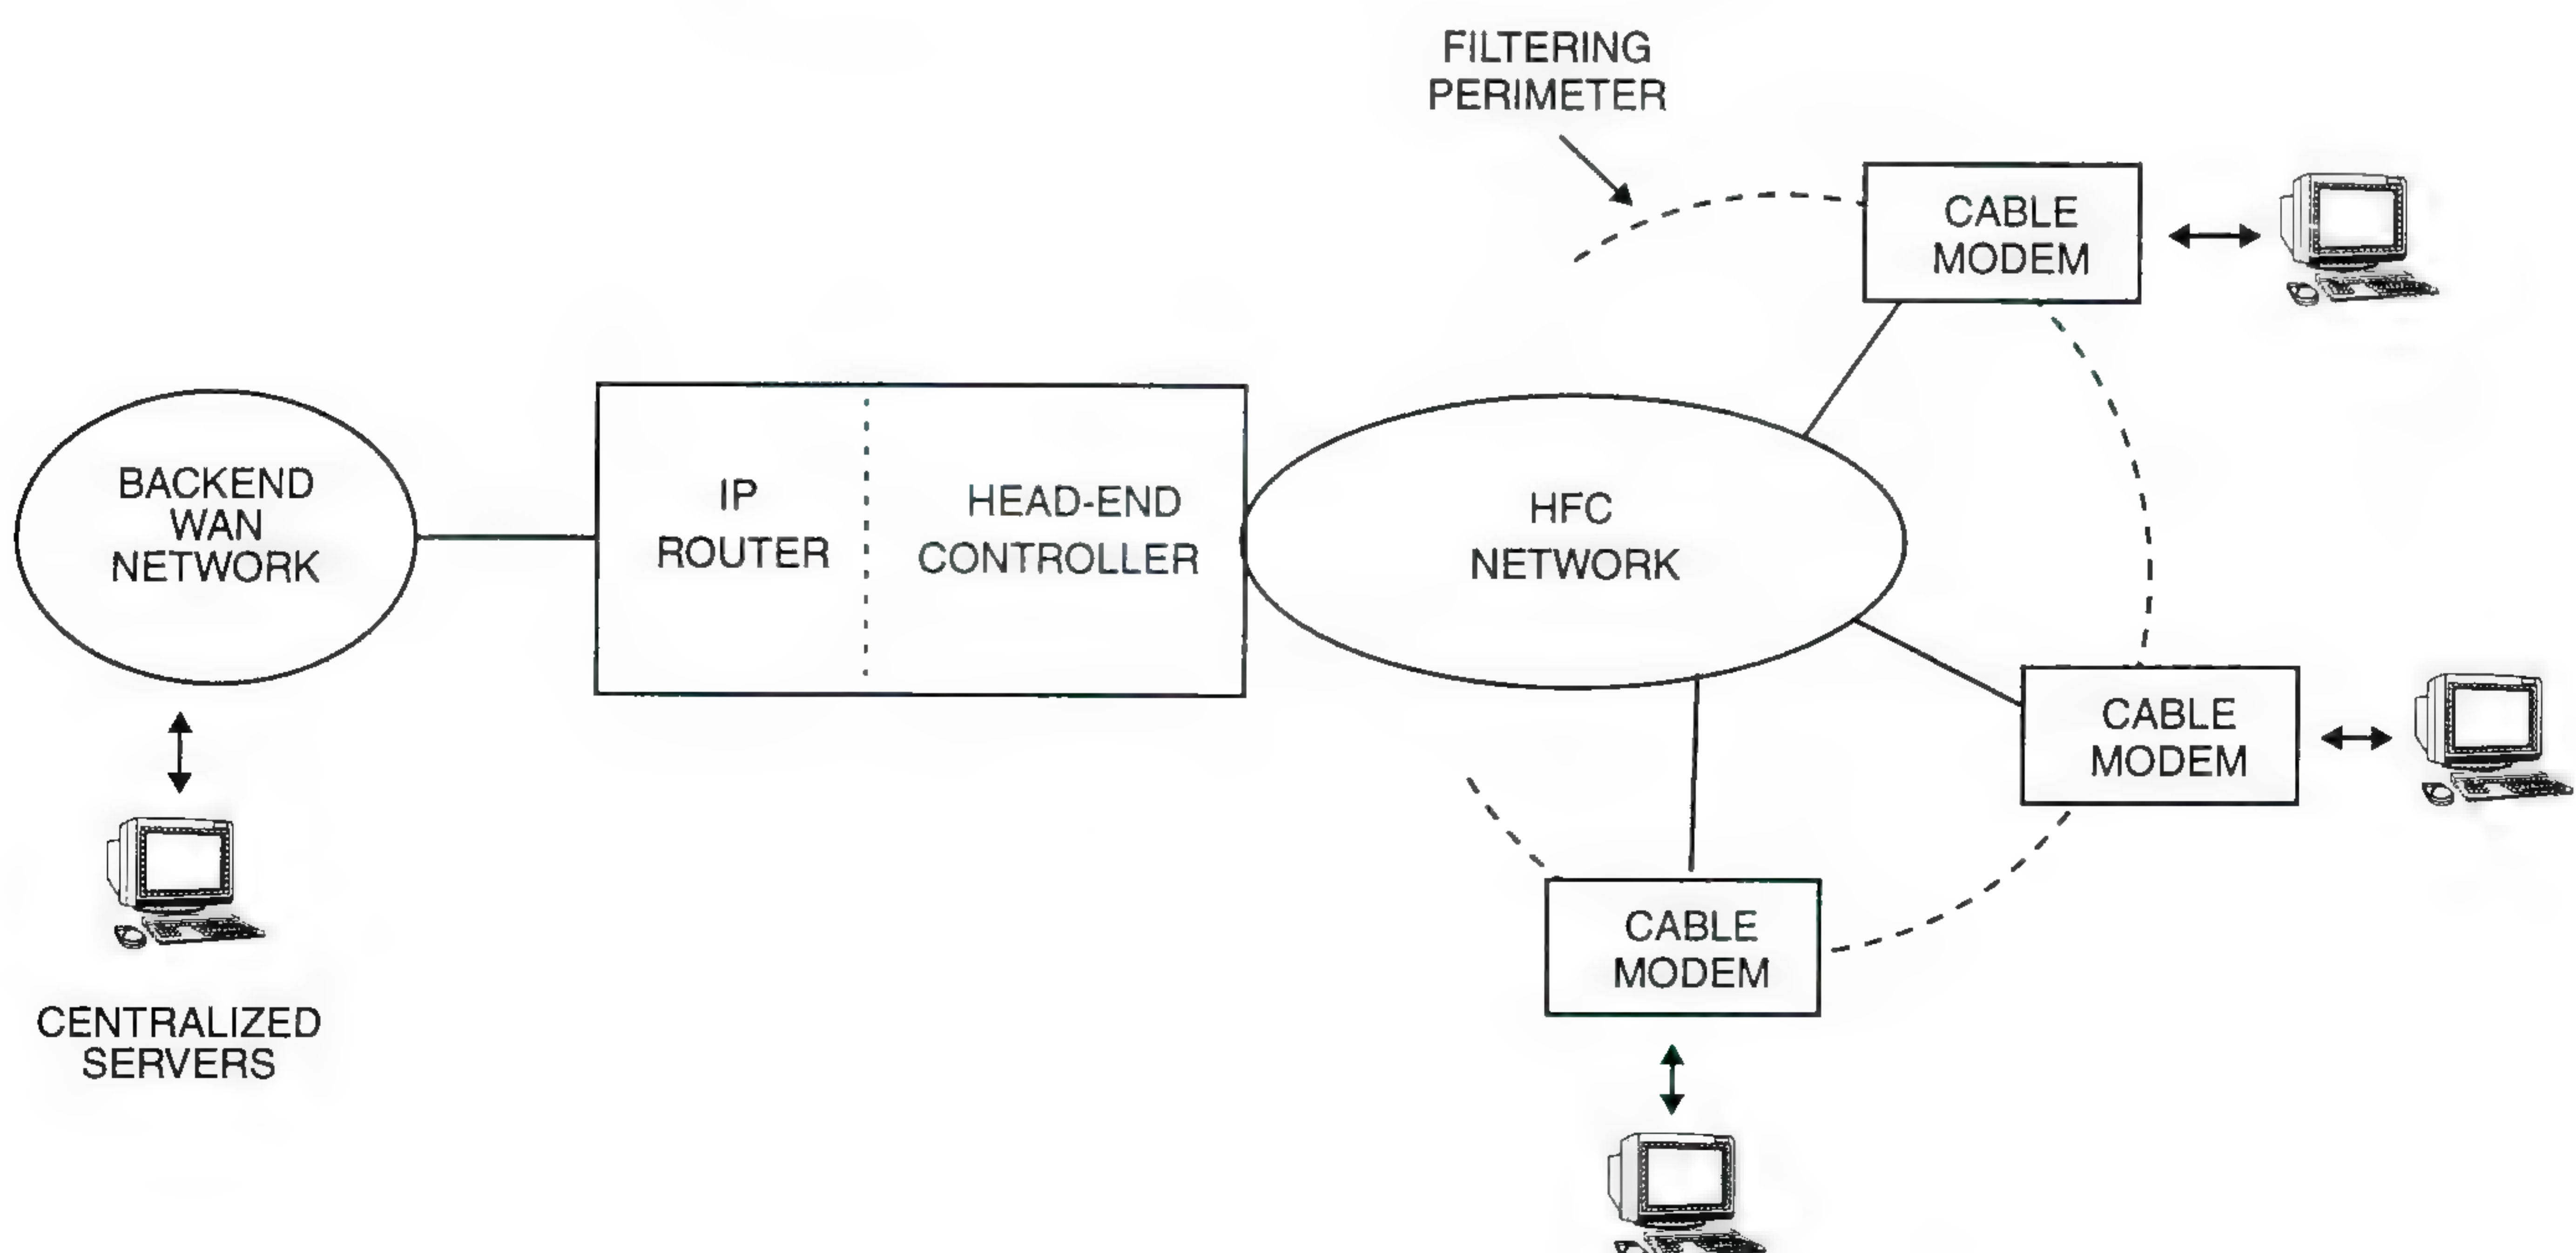 FILTERING
PERIMETER
CABLE
MODEM
BACKEND
WAN
NETWORK
IP
ROUTER
HEAD-END
CONTROLLER
HFC
NETWORK
CABLE
MODEM
CABLE
MODEM
CENTRALIZED
SERVERS